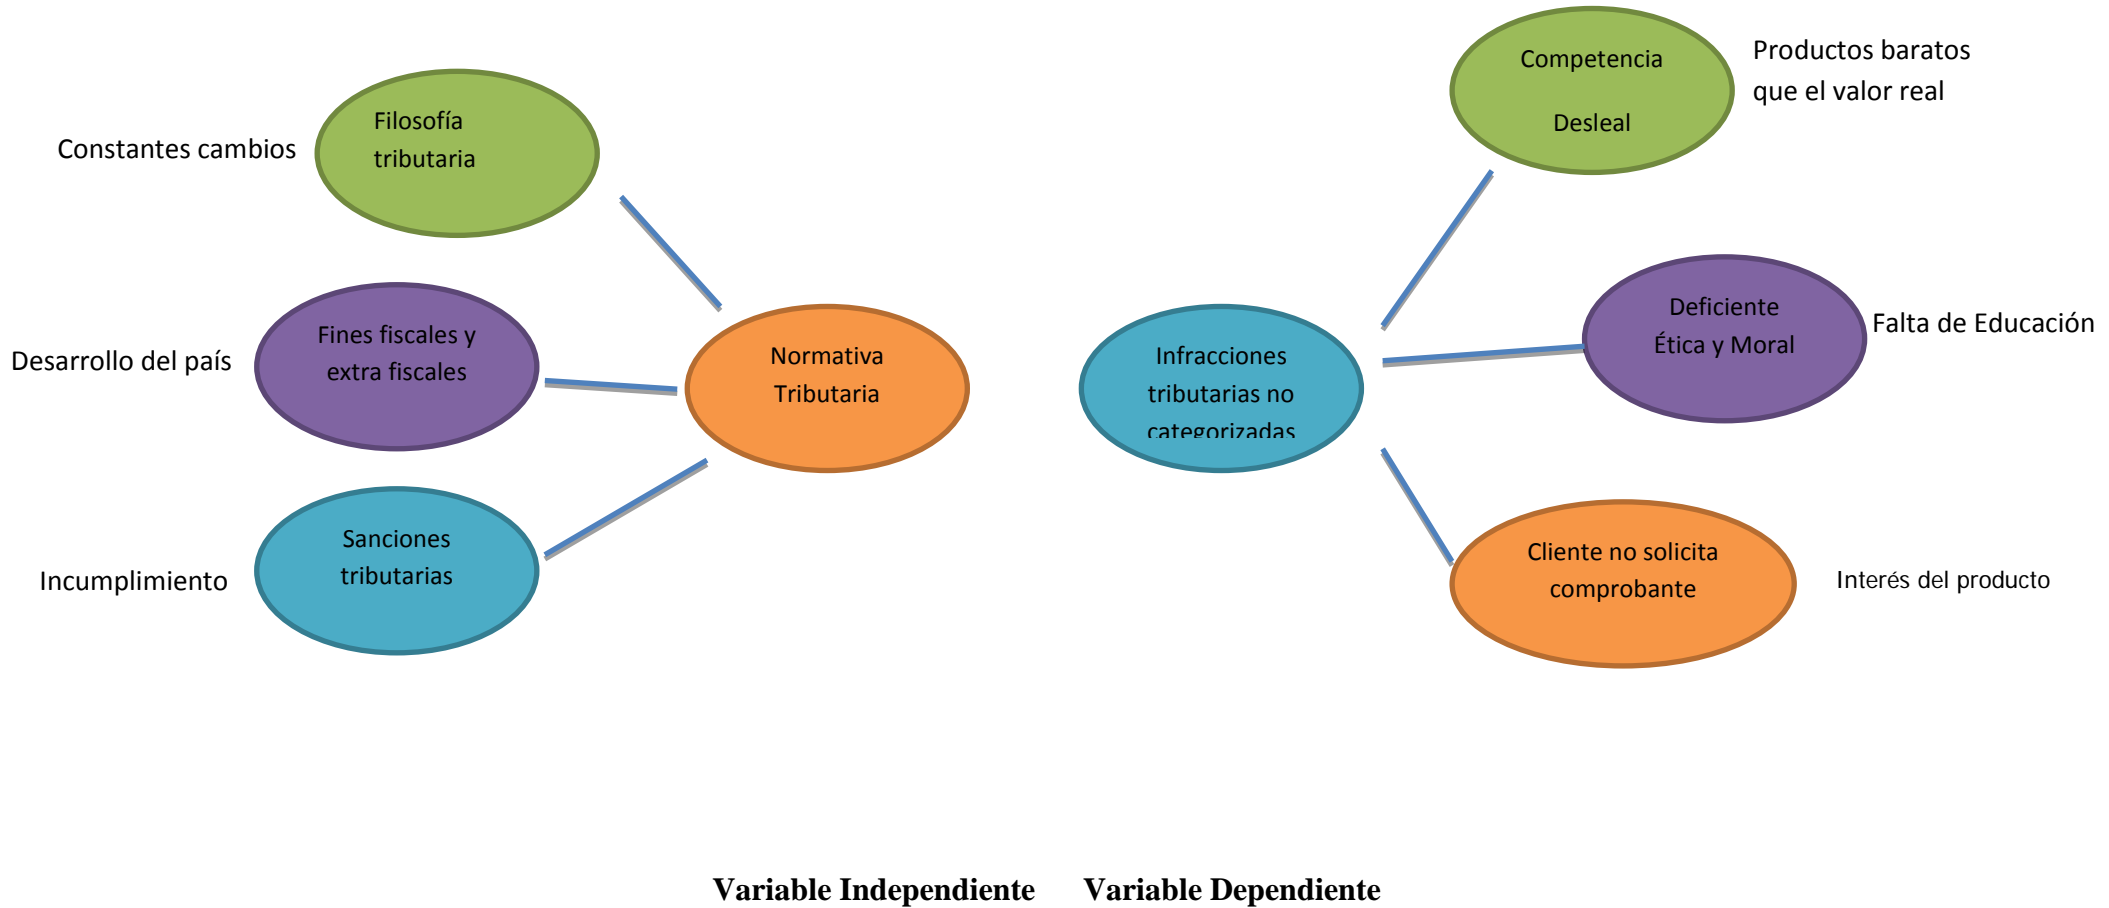 Constantes cambios
Filosofía
tributaria
Desarrollo del país
Fines fiscales y
extra fiscales
Incumplimiento
Sanciones
tributarias
Normativa
Tributaria
Infracciones
tributarias no
categorizadas
Competencia
Desleal
Productos baratos
que el valor real
Deficiente
Ética y Moral
Falta de Educación
Cliente no solicita
comprobante
Interés del producto
Variable Independiente
Variable Dependiente